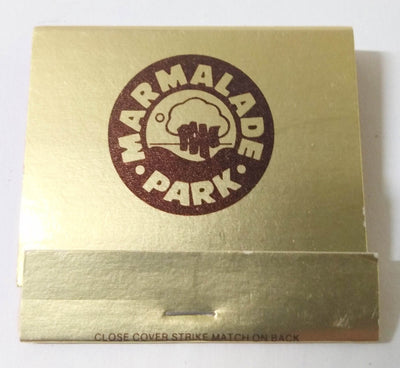 MARMALADE
PARK
CLOSE COVER STRIKE MATCH ON BACK